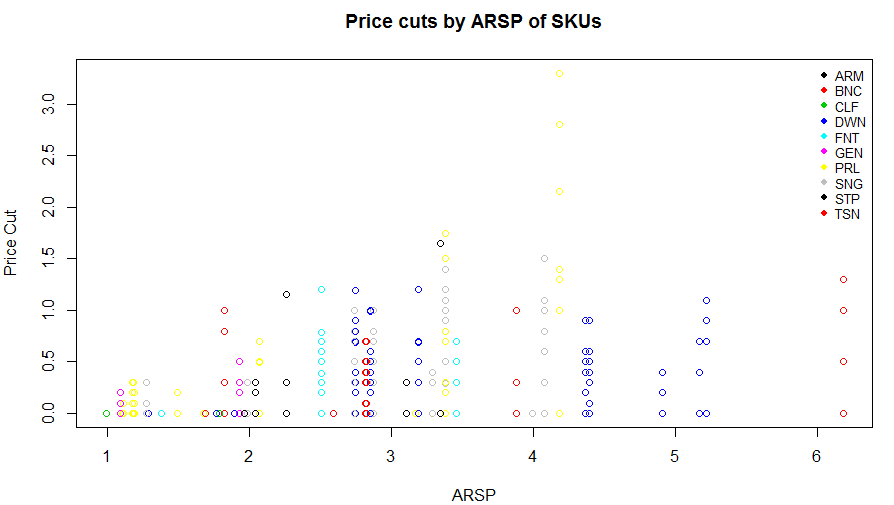 Price cuts by ARSP of SKUs
Price Cut
3.0
2.5
2.0
1.5
1.0
0.5
0.0
1 2 3 4 5 6
ARSP
ARM
BNC
CLF
DWN
FNT
GEN
PRL
SNG
STP
TSN